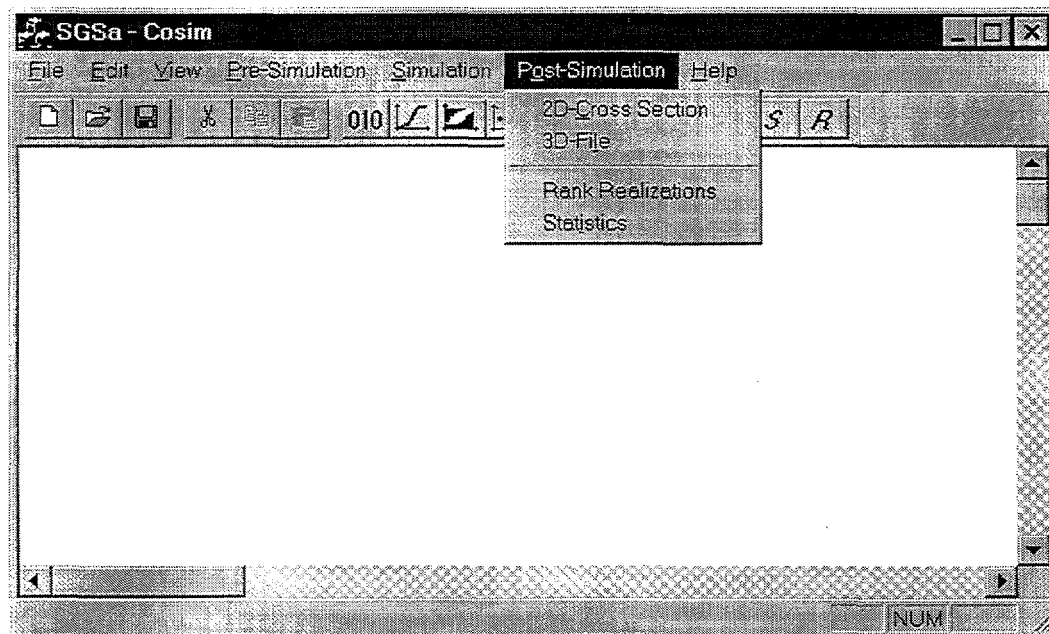 SGSa - Cosim
File Edit View Pre-Simulation Simulation Post-Simulation Help
010 S R
2D-Cross Section
3D-File
Rank Realizations
Statistics
NUM